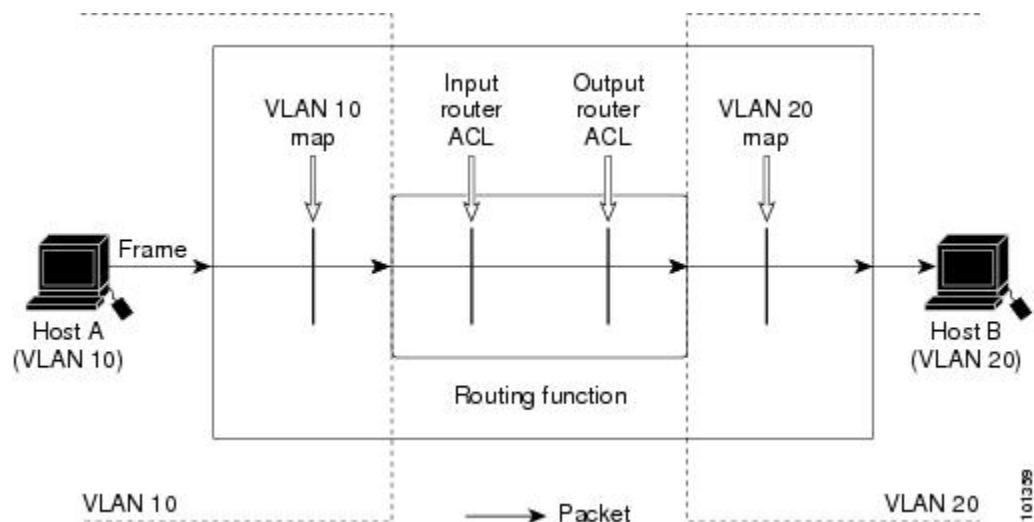 VLAN 10
map
Input
router
ACL
Output
router
ACL
VLAN 20
map
Frame
Host A
(VLAN 10)
Host B
(VLAN 20)
Routing function
VLAN 10
Packet
VLAN 20
101359